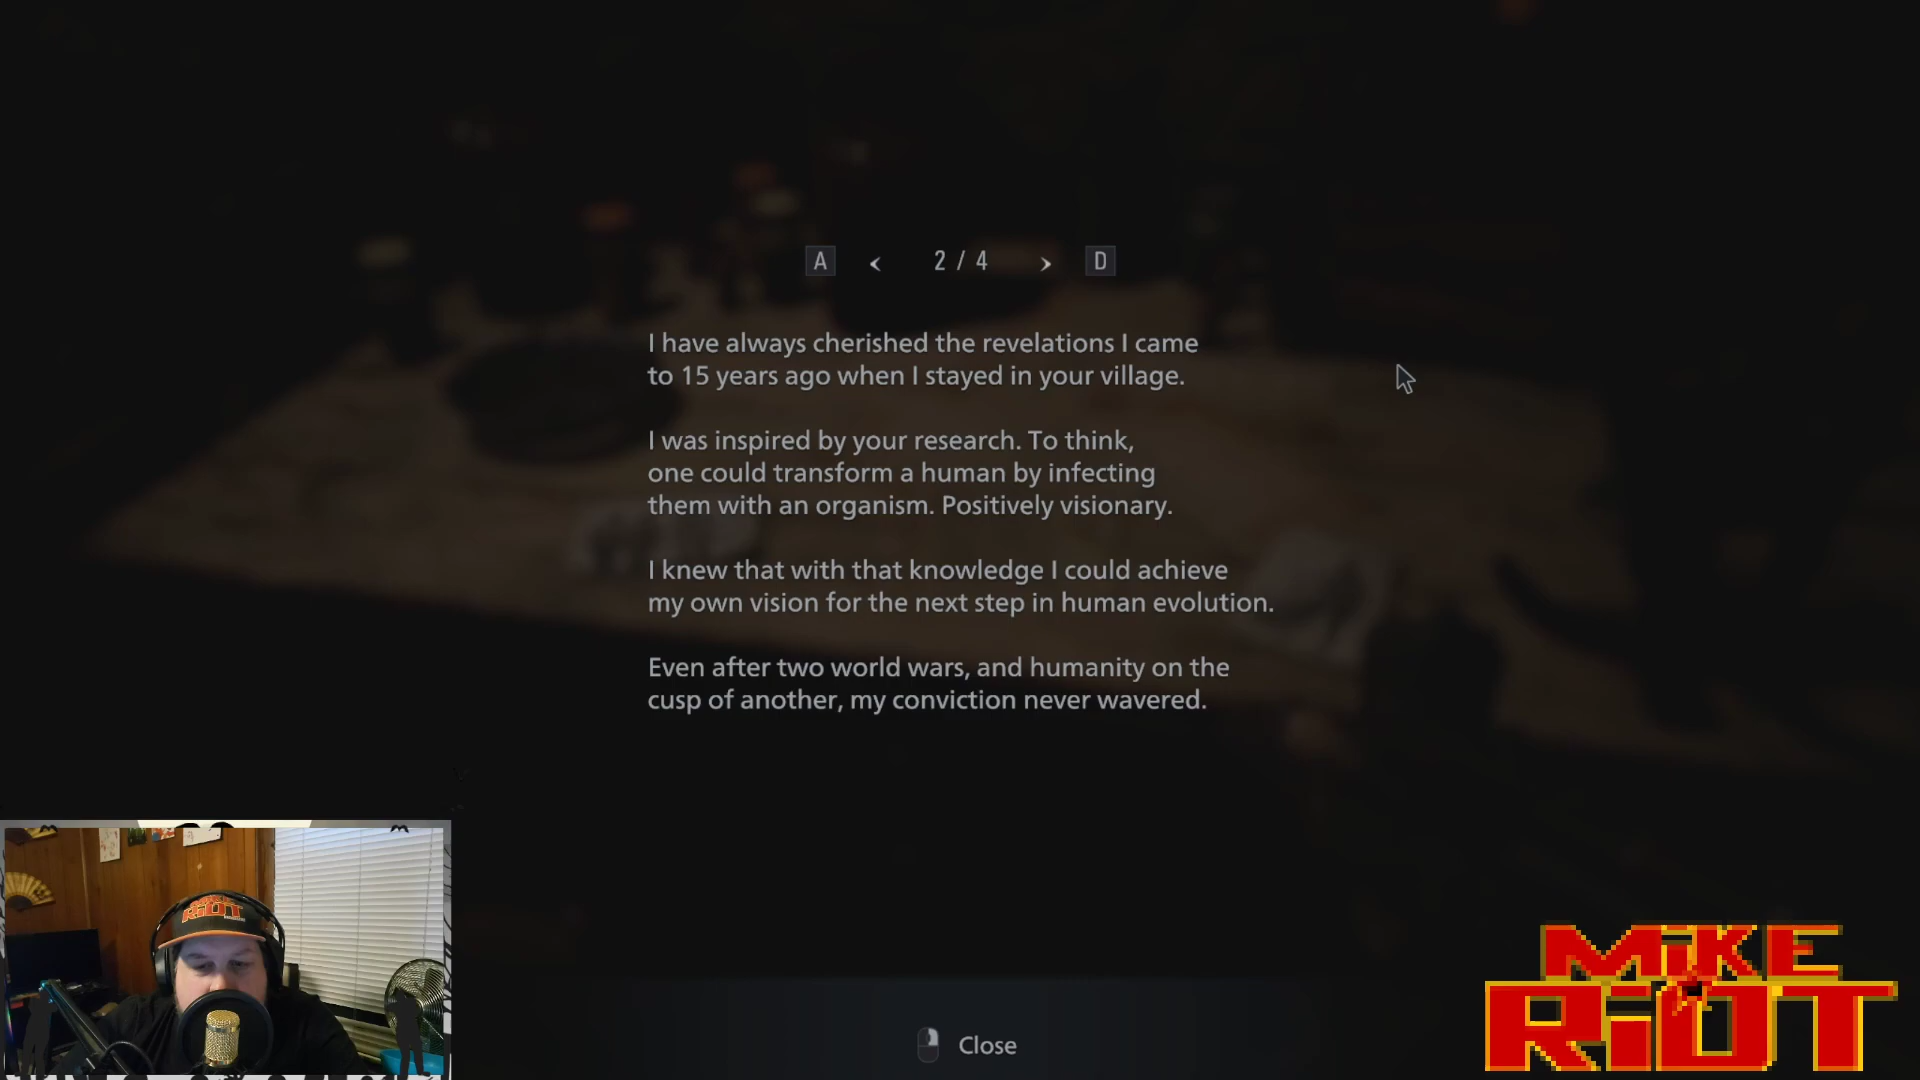 A < 2 / 4 > D
I have always cherished the revelations I came
to 15 years ago when I stayed in your village.
I was inspired by your research. To think,
one could transform a human by infecting
them with an organism. Positively visionary.
I knew that with that knowledge I could achieve
my own vision for the next step in human evolution.
Even after two world wars, and humanity on the
cusp of another, my conviction never wavered.
Close
MiKE
RiOT
RiOT